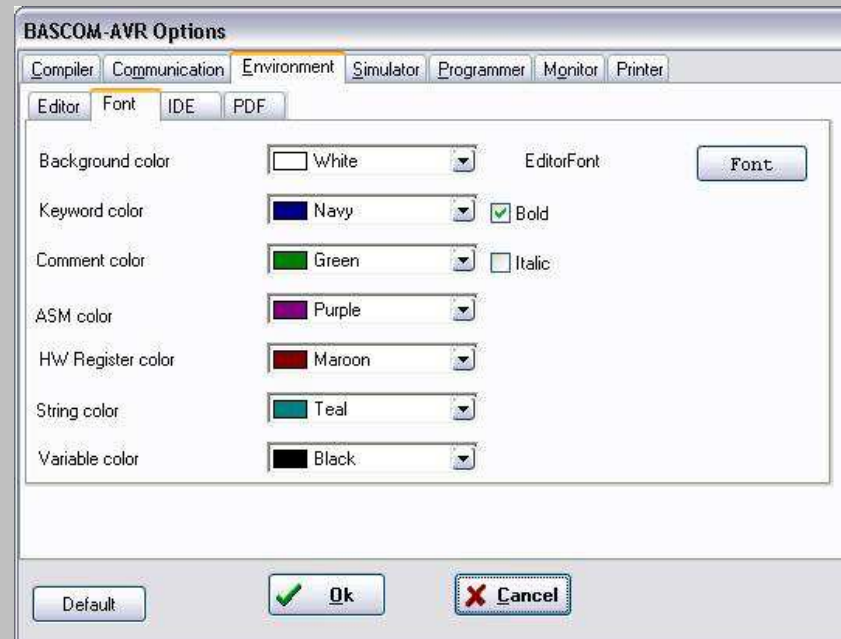 BASCOM-AVR Options
Compiler Communication Environment Simulator Programmer Monitor Printer
Editor Font IDE PDF
Background color White EditorFont Font
Keyword color Navy Bold
Comment color Green Italic
ASM color Purple
HW Register color Maroon
String color Teal
Variable color Black
Default Ok Cancel